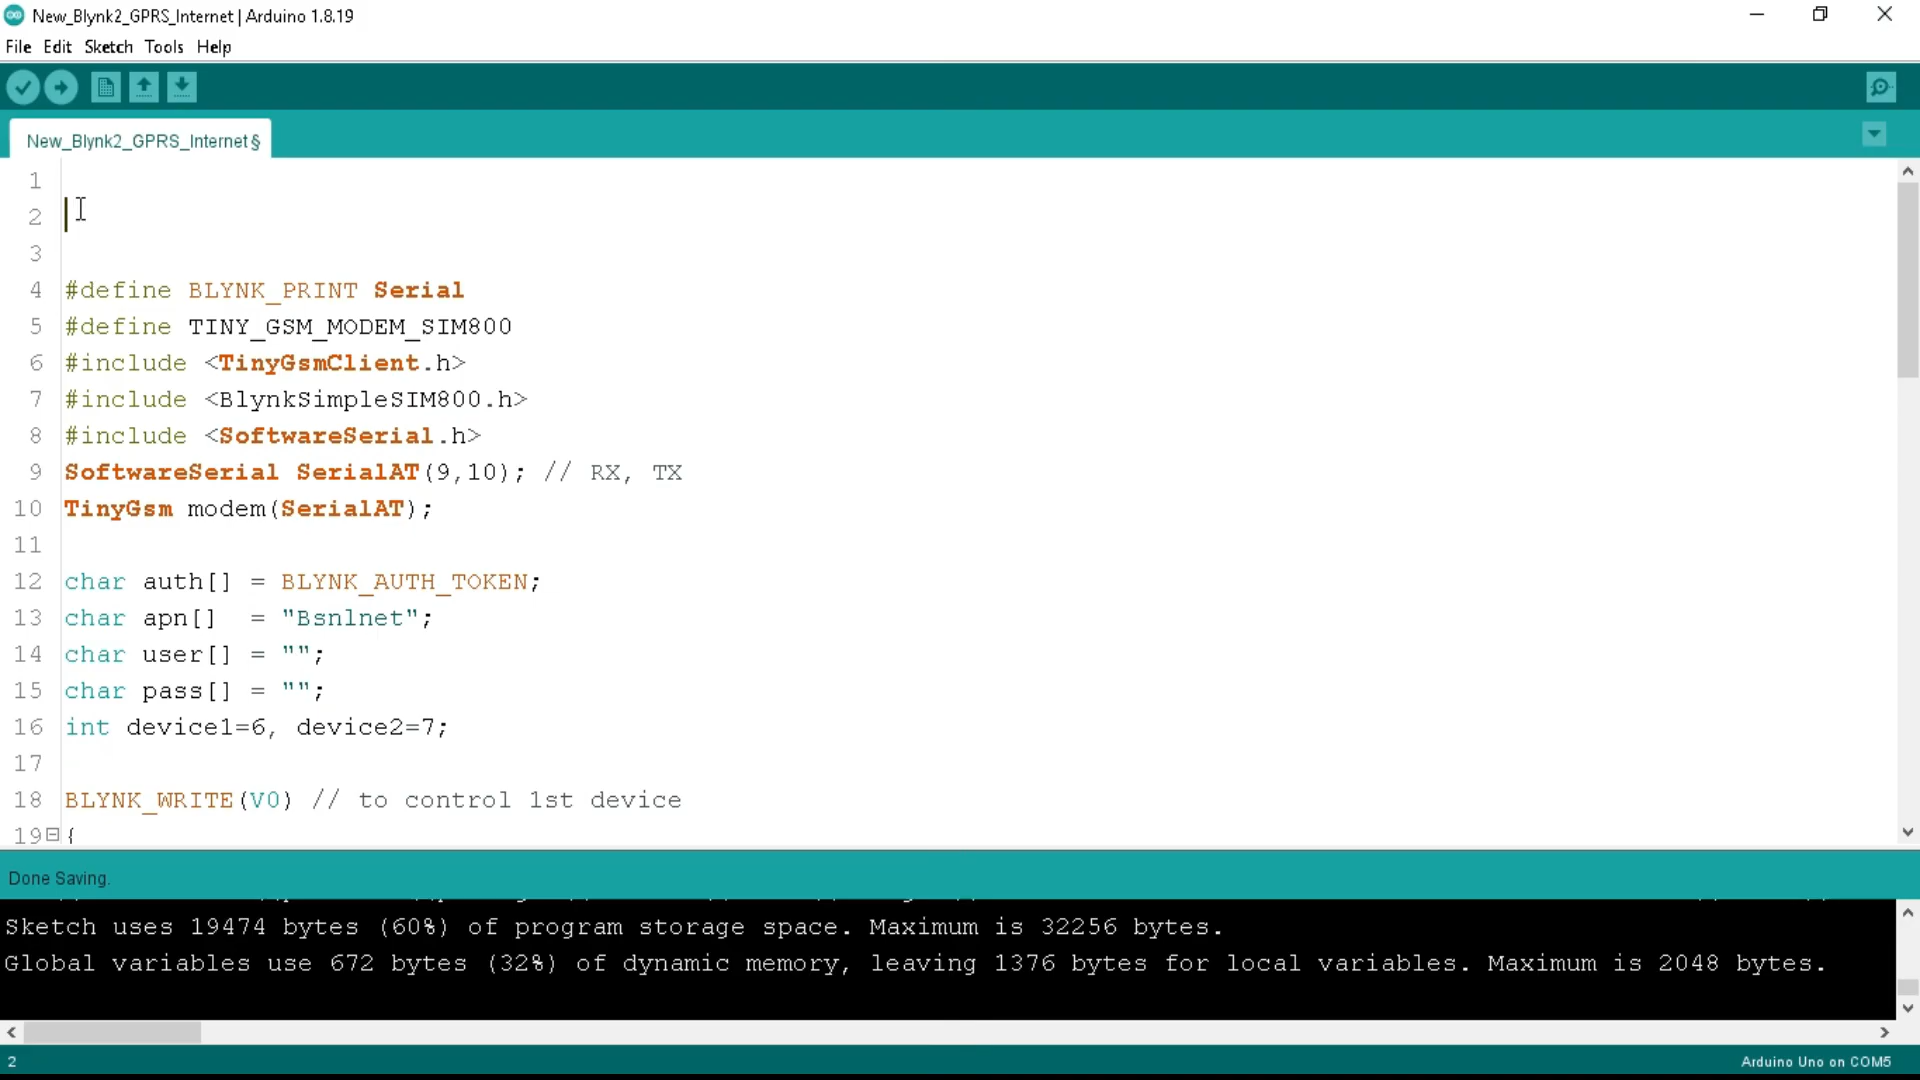 New_Blynk2_GPRS_Internet | Arduino 1.8.19
File Edit Sketch Tools Help
New_Blynk2_GPRS_Internet §
1
2
3
4 #define BLYNK_PRINT Serial
5 #define TINY_GSM_MODEM_SIM800
6 #include <TinyGsmClient.h>
7 #include <BlynkSimpleSIM800.h>
8 #include <SoftwareSerial.h>
9 SoftwareSerial SerialAT(9,10); // RX, TX
10 TinyGsm modem(SerialAT);
11
12 char auth[] = BLYNK_AUTH_TOKEN;
13 char apn[]  = "Bsnlnet";
14 char user[] = "";
15 char pass[] = "";
16 int device1=6, device2=7;
17
18 BLYNK_WRITE(V0) // to control 1st device
19 {
Done Saving.
Sketch uses 19474 bytes (60%) of program storage space. Maximum is 32256 bytes.
Global variables use 672 bytes (32%) of dynamic memory, leaving 1376 bytes for local variables. Maximum is 2048 bytes.
2 Arduino Uno on COM5